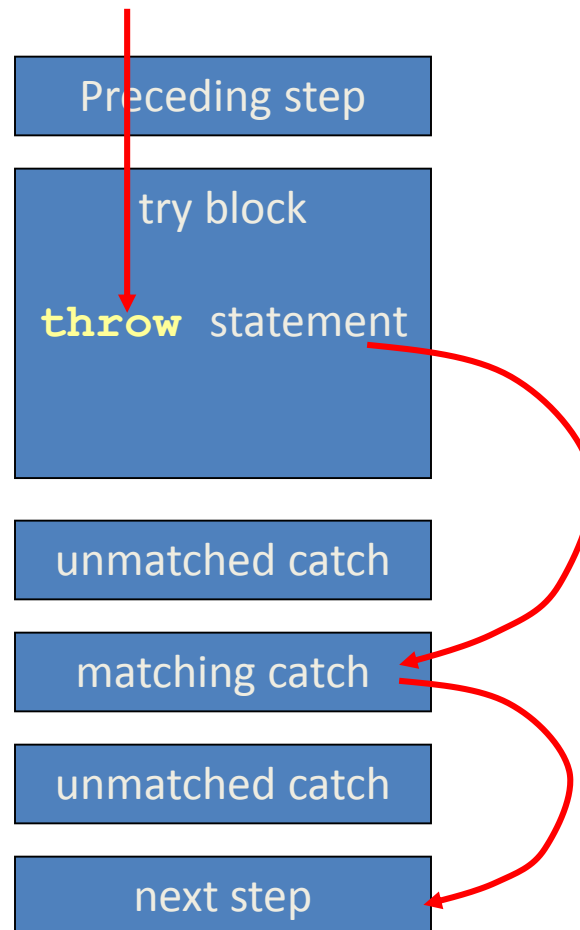 Preceding step
try block
throw statement
unmatched catch
matching catch
unmatched catch
next step